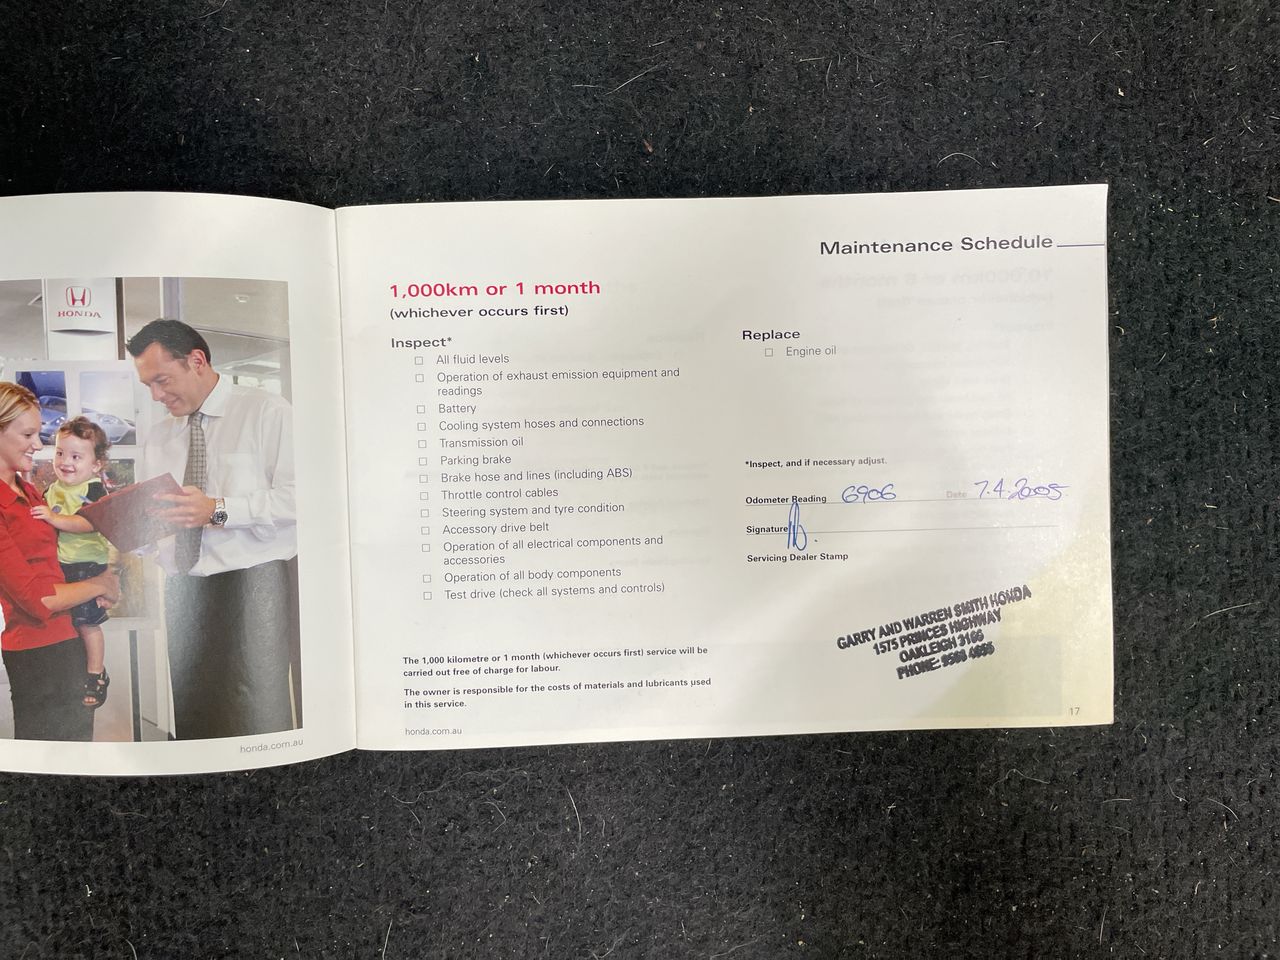 HONDA
honda.com.au
Maintenance Schedule
1,000km or 1 month
(whichever occurs first)
Inspect*
☐ All fluid levels
☐ Operation of exhaust emission equipment and
readings
☐ Battery
☐ Cooling system hoses and connections
☐ Transmission oil
☐ Parking brake
☐ Brake hose and lines (including ABS)
☐ Throttle control cables
☐ Steering system and tyre condition
☐ Accessory drive belt
☐ Operation of all electrical components and
accessories
☐ Operation of all body components
☐ Test drive (check all systems and controls)
The 1,000 kilometre or 1 month (whichever occurs first) service will be
carried out free of charge for labour.
The owner is responsible for the costs of materials and lubricants used
in this service.
honda.com.au
Replace
☐ Engine oil
*Inspect, and if necessary adjust.
Odometer Reading 6906 Date 7.4.2005
Signature
Servicing Dealer Stamp
GARRY AND WARREN SMITH HONDA
1575 PRINCES HIGHWAY
OAKLEIGH 3166
PHONE:
17